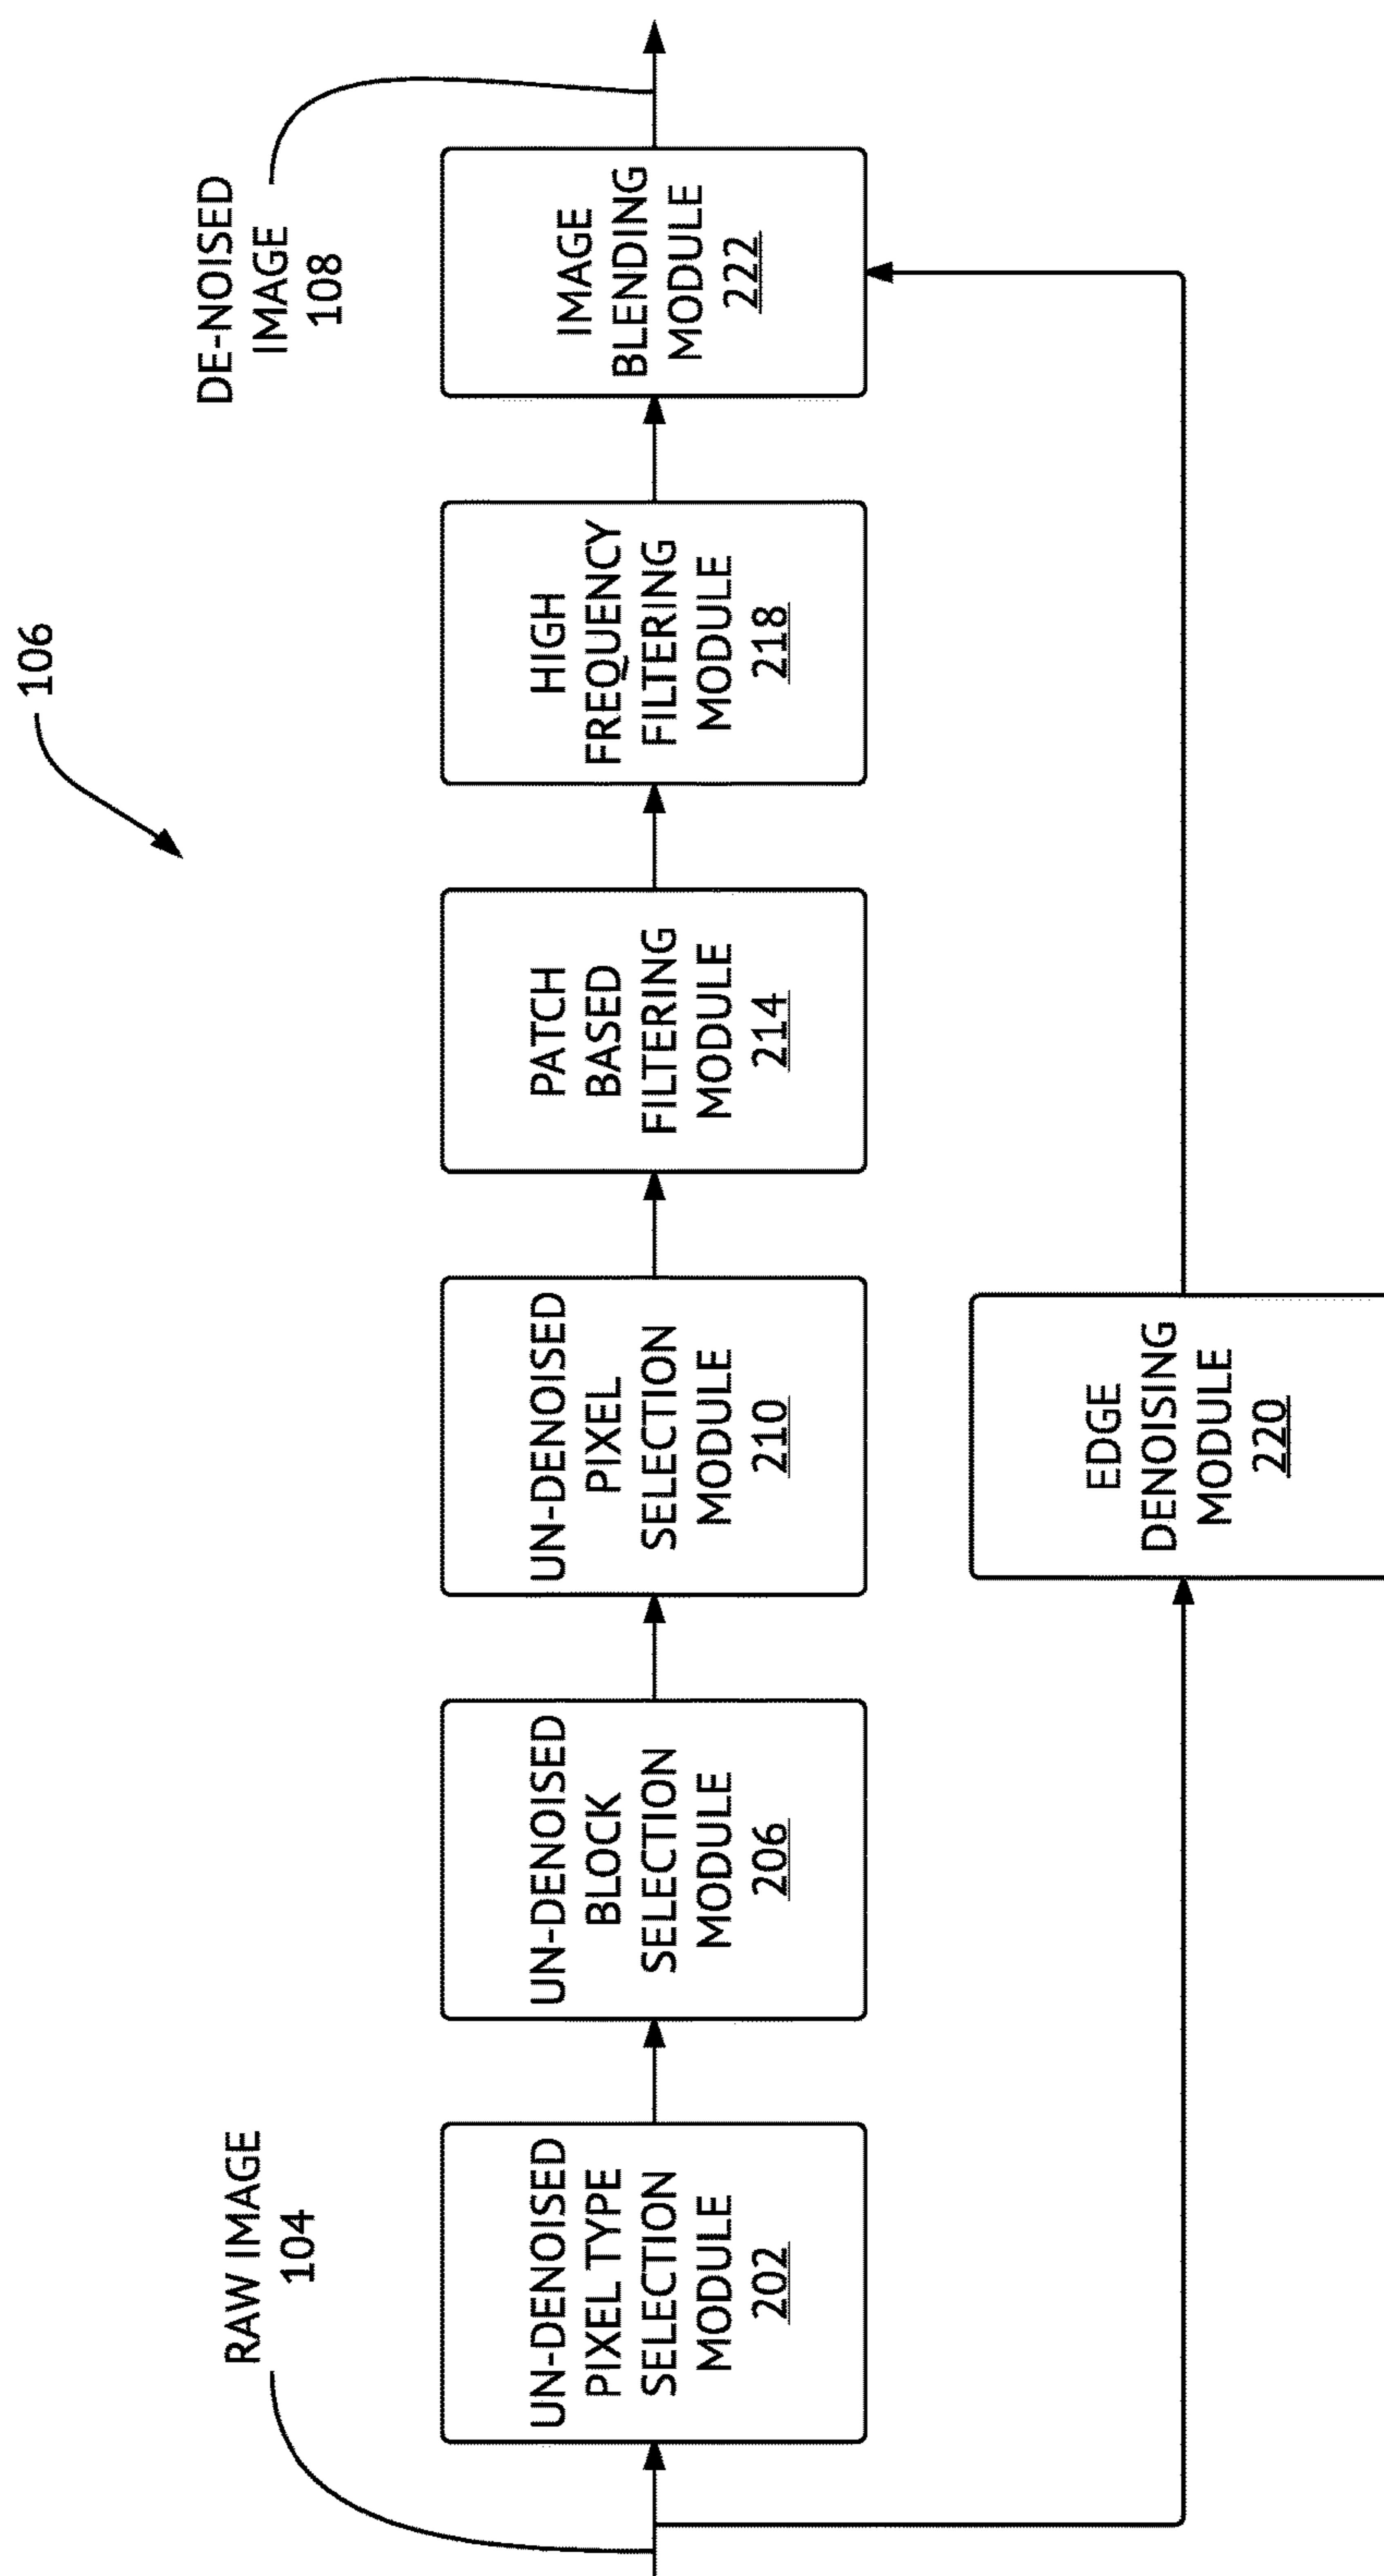 106
RAW IMAGE
104
DE-NOISED
IMAGE
108
UN-DENOISED
PIXEL TYPE
SELECTION
MODULE
202
UN-DENOISED
BLOCK
SELECTION
MODULE
206
UN-DENOISED
PIXEL
SELECTION
MODULE
210
PATCH
BASED
FILTERING
MODULE
214
HIGH
FREQUENCY
FILTERING
MODULE
218
IMAGE
BLENDING
MODULE
222
EDGE
DENOISING
MODULE
220